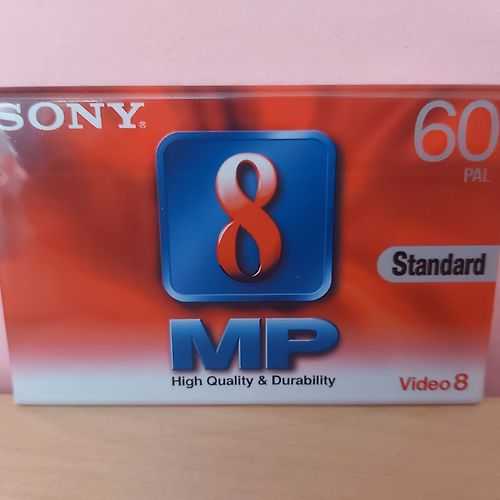 SONY®
60
PAL
8
Standard
MP
High Quality & Durability
Video 8